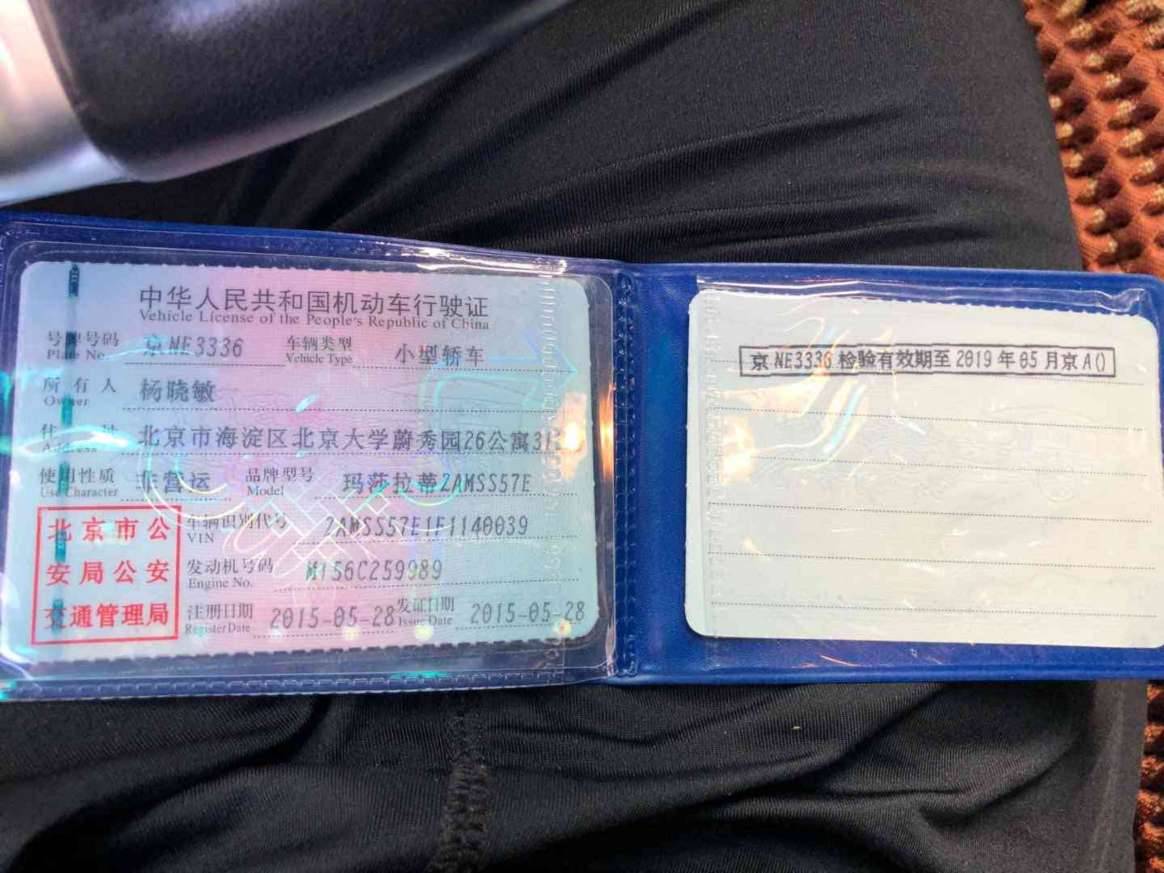 中华人民共和国机动车行驶证
Vehicle License of the People's Republic of China
号牌号码 京NE3336 车辆类型 小型轿车
Plate No. Vehicle Type
所有人 杨晓敏
Owner
住址 北京市海淀区北京大学蔚秀园26公寓31
Address
使用性质 非营运 品牌型号 玛莎拉蒂2AMSS57E
Use Character Model
北京市公
安局公安
交通管理局
车辆识别代号 2AMSS57E1F1140039
VIN
发动机号码 M156C259989
Engine No.
注册日期 2015-05-28 发证日期 2015-05-28
Register Date Issue Date
京NE3336 检验有效期至 2019 年 05 月京 A()